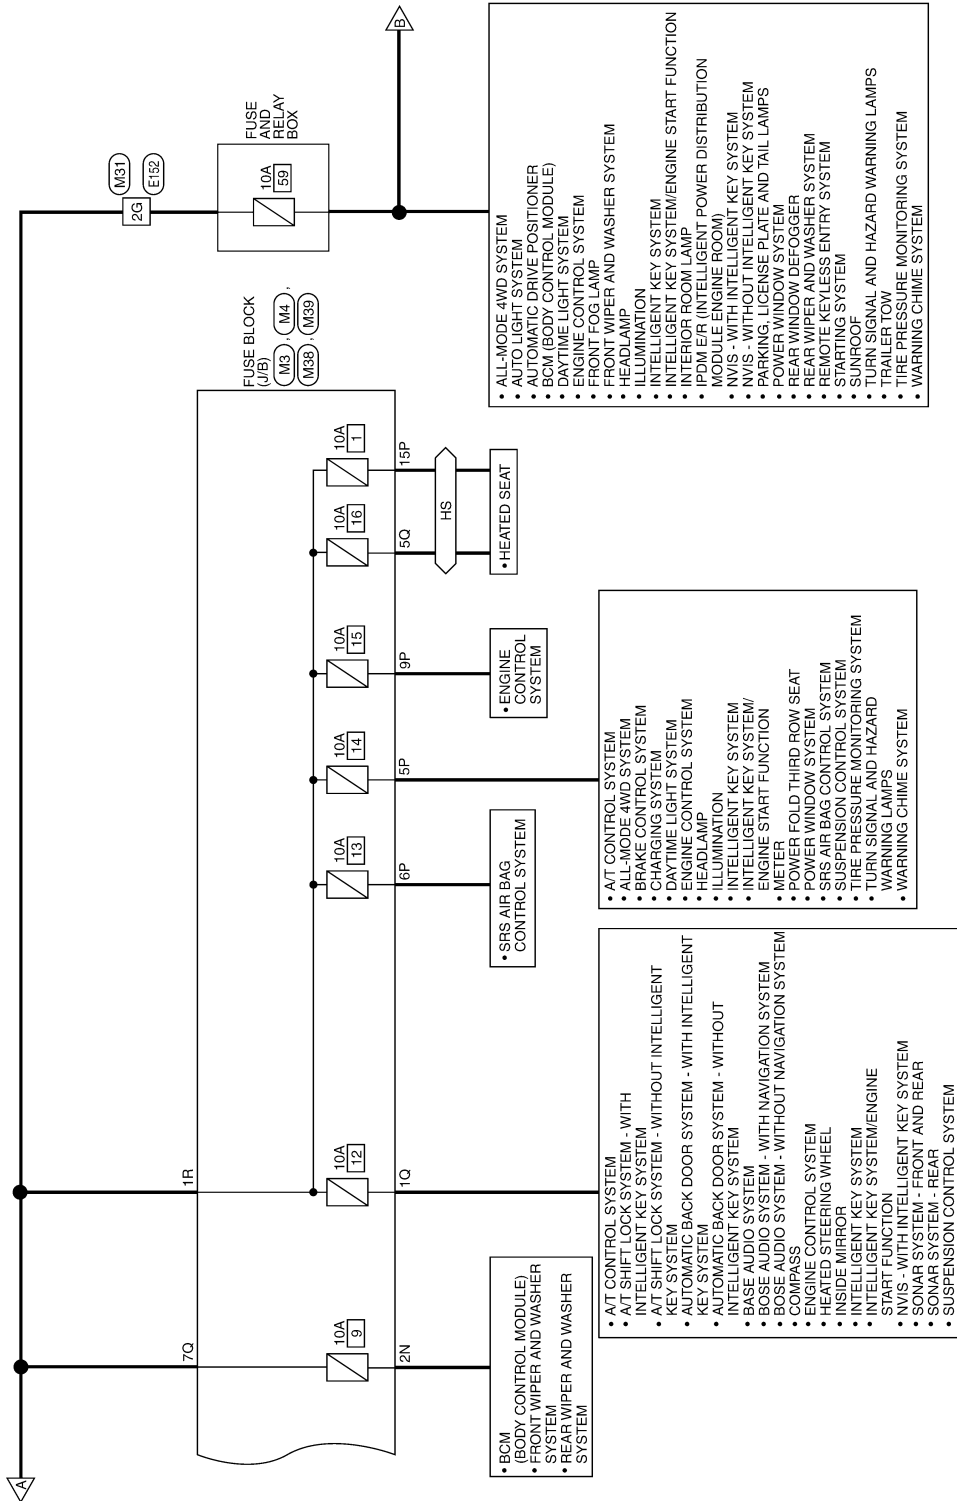 A
B
M31
E152
2G
FUSE
AND
RELAY
BOX
10A
59
FUSE BLOCK
(J/B)
M3 , M4 ,
M38 , M39
7Q
1R
10A
9
10A
12
10A
13
10A
14
10A
15
10A
16
10A
1
2N
1Q
6P
5P
9P
5Q
15P
HS
• BCM
(BODY CONTROL MODULE)
• FRONT WIPER AND WASHER
SYSTEM
• REAR WIPER AND WASHER
SYSTEM
• A/T CONTROL SYSTEM
• A/T SHIFT LOCK SYSTEM - WITH
INTELLIGENT KEY SYSTEM
• A/T SHIFT LOCK SYSTEM - WITHOUT INTELLIGENT
KEY SYSTEM
• AUTOMATIC BACK DOOR SYSTEM - WITH INTELLIGENT
KEY SYSTEM
• AUTOMATIC BACK DOOR SYSTEM - WITHOUT
INTELLIGENT KEY SYSTEM
• BASE AUDIO SYSTEM
• BOSE AUDIO SYSTEM - WITH NAVIGATION SYSTEM
• BOSE AUDIO SYSTEM - WITHOUT NAVIGATION SYSTEM
• COMPASS
• ENGINE CONTROL SYSTEM
• HEATED STEERING WHEEL
• INSIDE MIRROR
• INTELLIGENT KEY SYSTEM
• INTELLIGENT KEY SYSTEM/ENGINE
START FUNCTION
• NVIS - WITH INTELLIGENT KEY SYSTEM
• SONAR SYSTEM - FRONT AND REAR
• SONAR SYSTEM - REAR
• SUSPENSION CONTROL SYSTEM
• SRS AIR BAG
CONTROL SYSTEM
• A/T CONTROL SYSTEM
• ALL-MODE 4WD SYSTEM
• BRAKE CONTROL SYSTEM
• CHARGING SYSTEM
• DAYTIME LIGHT SYSTEM
• ENGINE CONTROL SYSTEM
• HEADLAMP
• ILLUMINATION
• INTELLIGENT KEY SYSTEM
• INTELLIGENT KEY SYSTEM/
ENGINE START FUNCTION
• METER
• POWER FOLD THIRD ROW SEAT
• POWER WINDOW SYSTEM
• SRS AIR BAG CONTROL SYSTEM
• SUSPENSION CONTROL SYSTEM
• TIRE PRESSURE MONITORING SYSTEM
• TURN SIGNAL AND HAZARD
WARNING LAMPS
• WARNING CHIME SYSTEM
• ENGINE
CONTROL
SYSTEM
• HEATED SEAT
• ALL-MODE 4WD SYSTEM
• AUTO LIGHT SYSTEM
• AUTOMATIC DRIVE POSITIONER
• BCM (BODY CONTROL MODULE)
• DAYTIME LIGHT SYSTEM
• ENGINE CONTROL SYSTEM
• FRONT FOG LAMP
• FRONT WIPER AND WASHER SYSTEM
• HEADLAMP
• ILLUMINATION
• INTELLIGENT KEY SYSTEM
• INTELLIGENT KEY SYSTEM/ENGINE START FUNCTION
• INTERIOR ROOM LAMP
• IPDM E/R (INTELLIGENT POWER DISTRIBUTION
MODULE ENGINE ROOM)
• NVIS - WITH INTELLIGENT KEY SYSTEM
• NVIS - WITHOUT INTELLIGENT KEY SYSTEM
• PARKING, LICENSE PLATE AND TAIL LAMPS
• POWER WINDOW SYSTEM
• REAR WINDOW DEFOGGER
• REAR WIPER AND WASHER SYSTEM
• REMOTE KEYLESS ENTRY SYSTEM
• STARTING SYSTEM
• SUNROOF
• TURN SIGNAL AND HAZARD WARNING LAMPS
• TRAILER TOW
• TIRE PRESSURE MONITORING SYSTEM
• WARNING CHIME SYSTEM